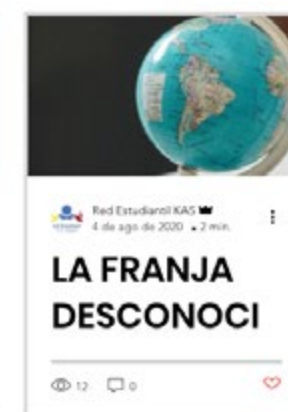 Red Estudiantil KAS
4 de ago de 2020 • 2 min.
LA FRANJA
DESCONOCI
12 0